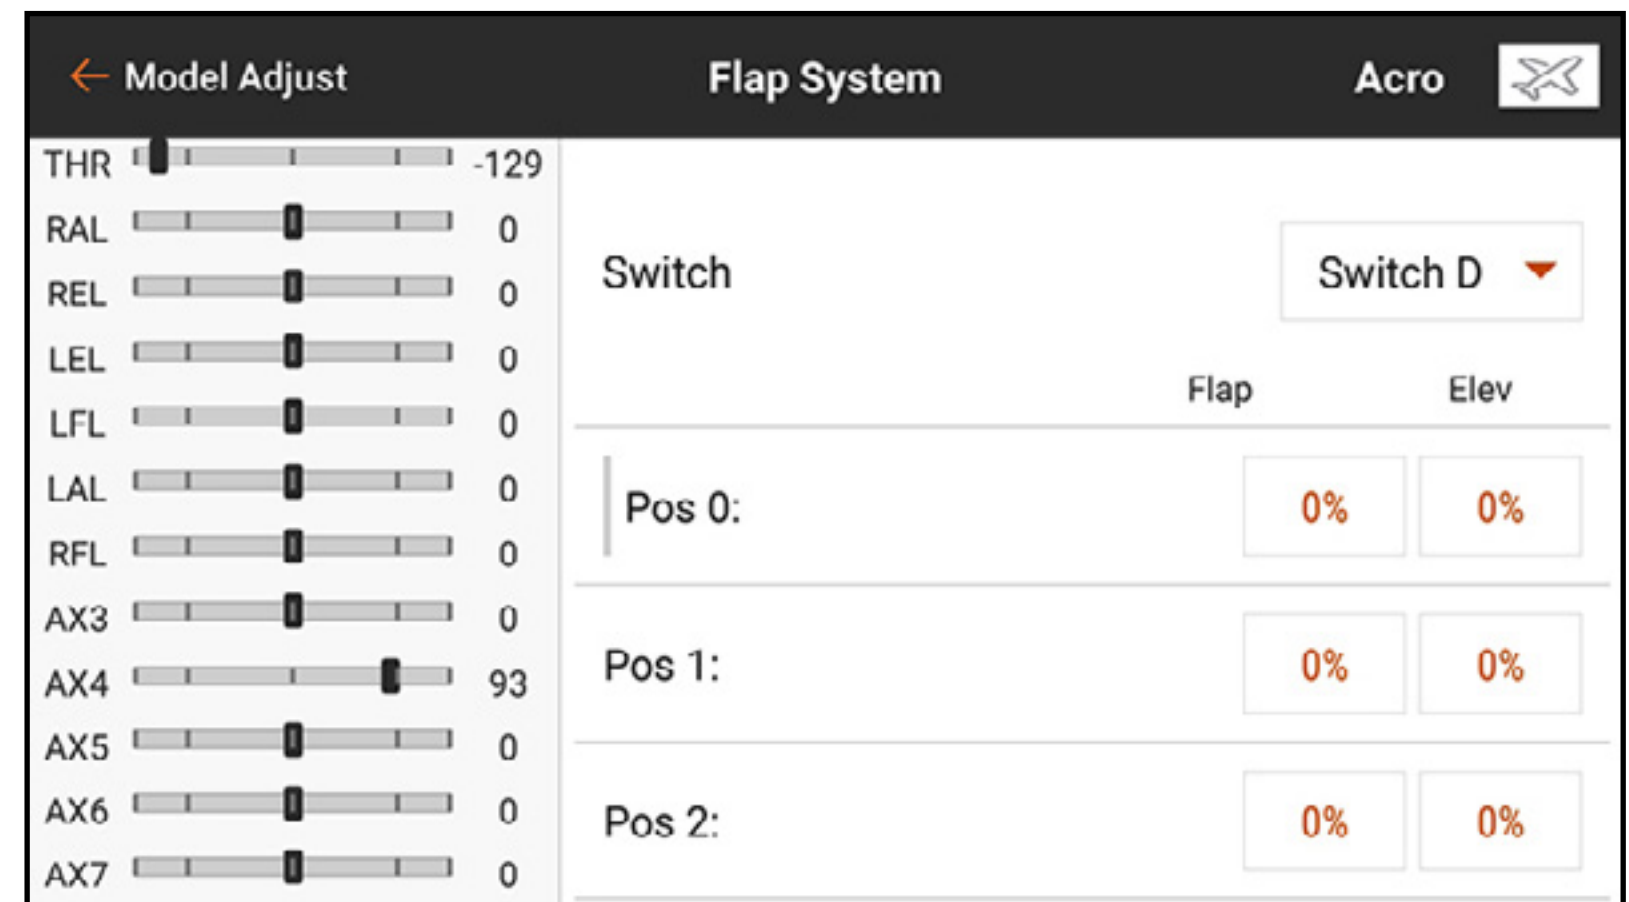 ← Model Adjust Flap System Acro
THR -129
RAL 0
REL 0
LEL 0
LFL 0
LAL 0
RFL 0
AX3 0
AX4 93
AX5 0
AX6 0
AX7 0
Switch Switch D
Flap Elev
Pos 0: 0% 0%
Pos 1: 0% 0%
Pos 2: 0% 0%